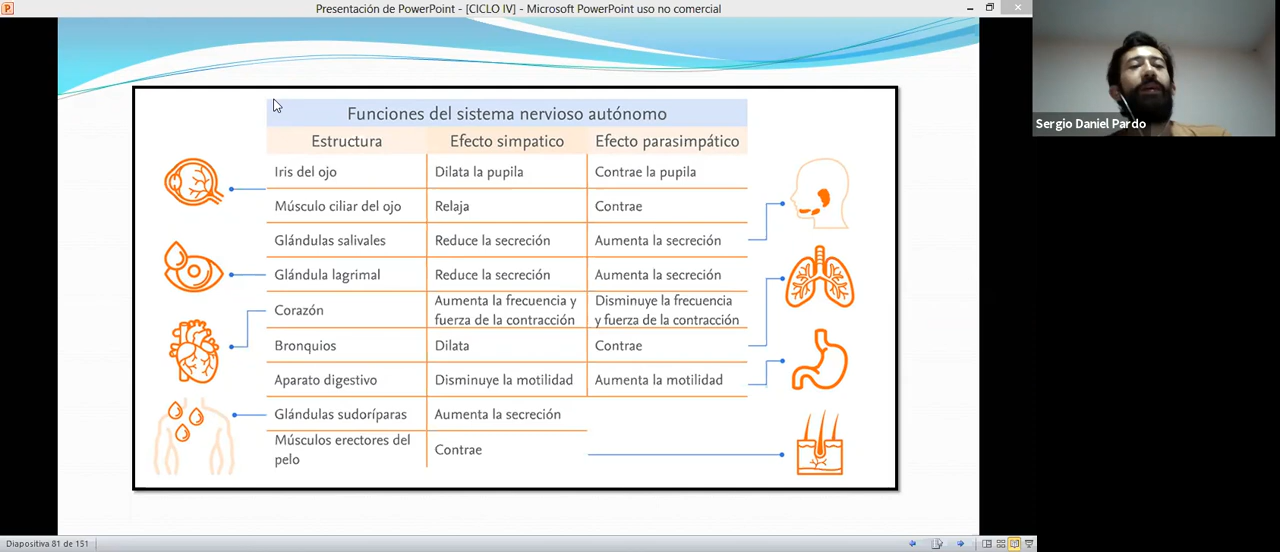 Presentación de PowerPoint - [CICLO IV] - Microsoft PowerPoint uso no comercial
Sergio Daniel Pardo
Funciones del sistema nervioso autónomo
Estructura Efecto simpatico Efecto parasimpático
Iris del ojo Dilata la pupila Contrae la pupila
Músculo ciliar del ojo Relaja Contrae
Glándulas salivales Reduce la secreción Aumenta la secreción
Glándula lagrimal Reduce la secreción Aumenta la secreción
Corazón Aumenta la frecuencia y fuerza de la contracción Disminuye la frecuencia y fuerza de la contracción
Bronquios Dilata Contrae
Aparato digestivo Disminuye la motilidad Aumenta la motilidad
Glándulas sudoríparas Aumenta la secreción
Músculos erectores del pelo Contrae
Diapositiva 81 de 151